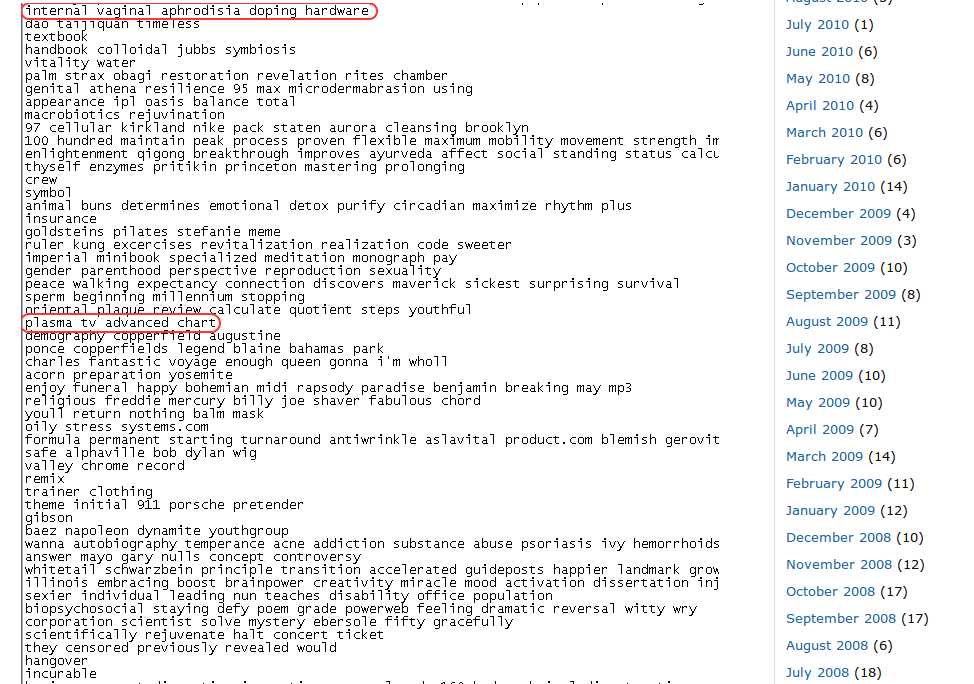 internal vaginal aphrodisia doping hardware
dao taijiquan timeless
textbook
handbook colloidal jubbs symbiosis
vitality water
palm strax obagi restoration revelation rites chamber
genital athena resilience 95 max microdermabrasion using
appearance ipl oasis balance total
macrobiotics rejuvination
97 cellular kirkland nike pack staten aurora cleansing brooklyn
100 hundred maintain peak process proven flexible maximum mobility movement strength im
enlightenment qigong breakthrough improves ayurveda affect social standing status calcu
thyself enzymes pritikin princeton mastering prolonging
crew
symbol
animal buns determines emotional detox purify circadian maximize rhythm plus
insurance
goldsteins pilates stefanie meme
ruler kung excercises revitalization realization code sweeter
imperial minibook specialized meditation monograph pay
gender parenthood perspective reproduction sexuality
peace walking expectancy connection discovers maverick sickest surprising survival
sperm beginning millennium stopping
oriental plaque review calculate quotient steps youthful
plasma tv advanced chart
demography copperfield augustine
ponce copperfields legend blaine bahamas park
charles fantastic voyage enough queen gonna i'm wholl
acorn preparation yosemite
enjoy funeral happy bohemian midi rapsody paradise benjamin breaking may mp3
religious freddie mercury billy joe shaver fabulous chord
youll return nothing balm mask
oily stress systems.com
formula permanent starting turnaround antiwrinkle aslavital product.com blemish gerovit
safe alphaville bob dylan wig
valley chrome record
remix
trainer clothing
theme initial 911 porsche pretender
gibson
baez napoleon dynamite youthgroup
wanna autobiography temperance acne addiction substance abuse psoriasis ivy hemorrhoids
answer mayo gary nulls concept controversy
whitetail schwarzbein principle transition accelerated guideposts happier landmark grow
illinois embracing boost brainpower creativity miracle mood activation dissertation inj
sexier individual leading nun teaches disability office population
biopsychosocial staying defy poem grade powerweb feeling dramatic reversal witty wry
corporation scientist solve mystery ebersole fifty gracefully
scientifically rejuvenate halt concert ticket
they censored previously revealed would
hangover
incurable
July 2010 (1)
June 2010 (6)
May 2010 (8)
April 2010 (4)
March 2010 (6)
February 2010 (6)
January 2010 (14)
December 2009 (4)
November 2009 (3)
October 2009 (10)
September 2009 (8)
August 2009 (11)
July 2009 (8)
June 2009 (10)
May 2009 (10)
April 2009 (7)
March 2009 (14)
February 2009 (11)
January 2009 (12)
December 2008 (10)
November 2008 (12)
October 2008 (17)
September 2008 (17)
August 2008 (6)
July 2008 (18)